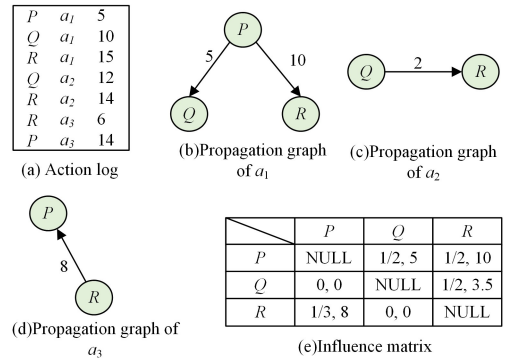 P a1 5
Q a1 10
R a1 15
Q a2 12
R a2 14
R a3 6
P a3 14
(a) Action log
P
5
10
Q
R
(b)Propagation graph
of a1
Q
2
R
(c)Propagation graph
of a2
P
8
R
(d)Propagation graph of
a3
P Q R
P NULL 1/2, 5 1/2, 10
Q 0, 0 NULL 1/2, 3.5
R 1/3, 8 0, 0 NULL
(e)Influence matrix